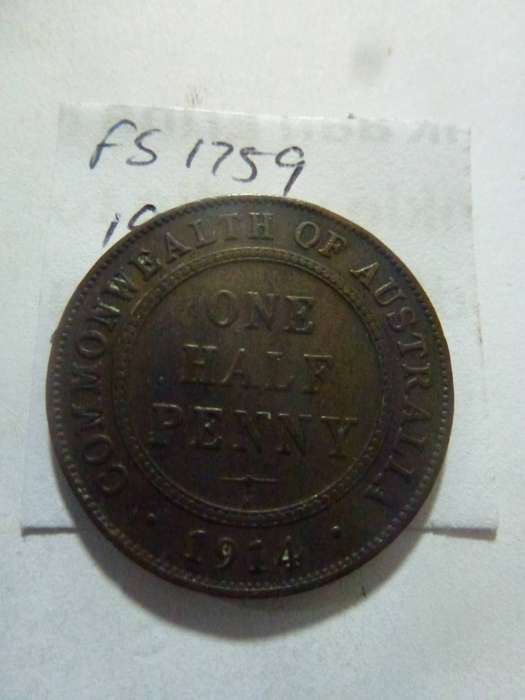 FS 1759
COMMONWEALTH OF AUSTRALIA
ONE
HALF
PENNY
1914